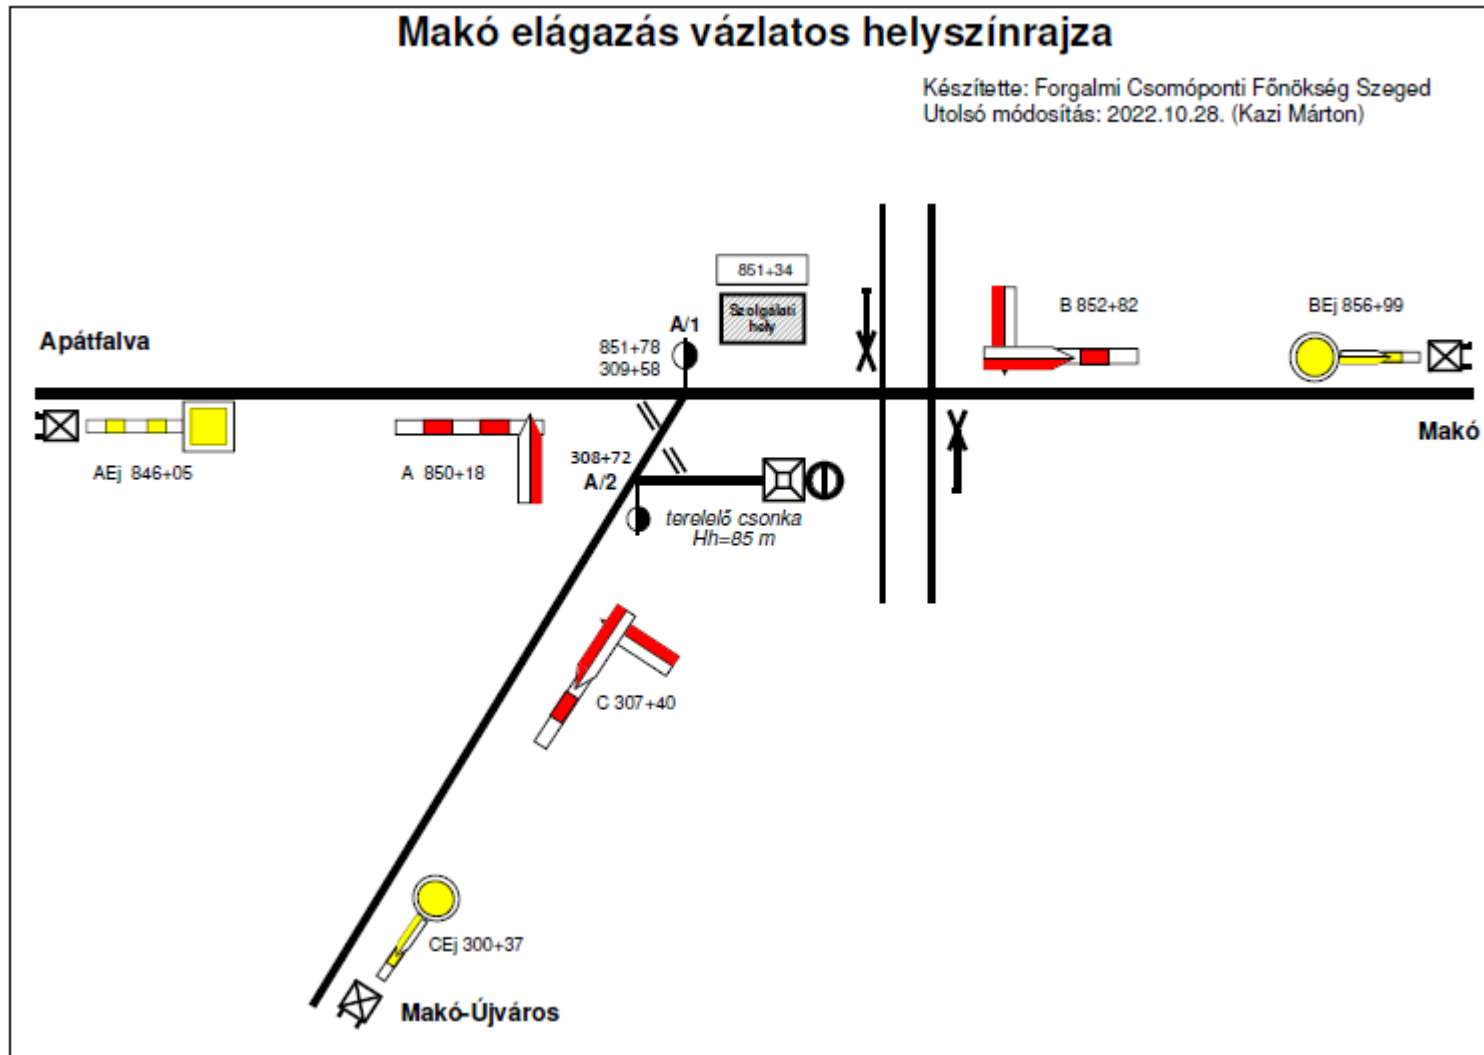 Makó elágazás vázlatos helyszínrajza
Készítette: Forgalmi Csomóponti Főnökség Szeged
Utolsó módosítás: 2022.10.28. (Kazi Márton)
851+34
Szolgálati
hely
B 852+82
BEj 856+99
Apátfalva
A/1
851+78
309+58
Makó
AEj 846+05
A 850+18
308+72
A/2
terelelő csonka
Hh=85 m
C 307+40
CEj 300+37
Makó-Újváros